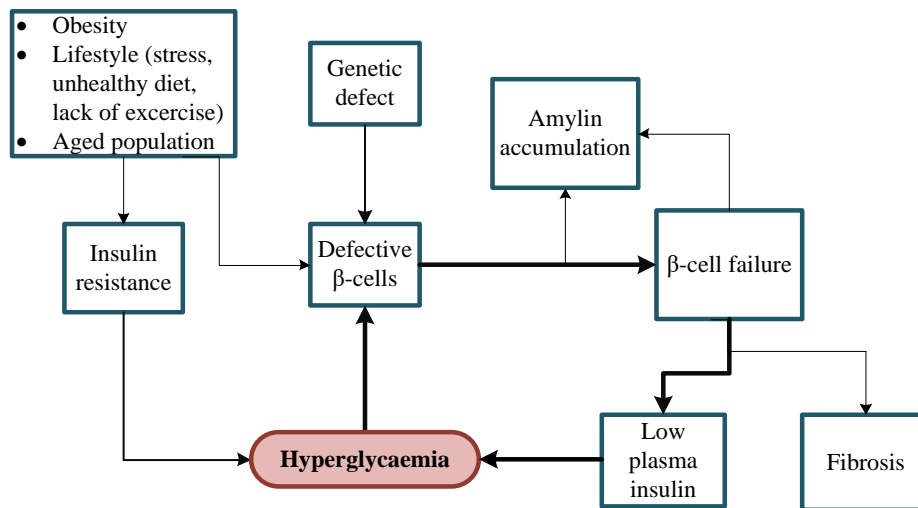 • Obesity
• Lifestyle (stress,
unhealthy diet,
lack of excercise)
• Aged population
Genetic
defect
Amylin
accumulation
Insulin
resistance
Defective
β-cells
β-cell failure
Hyperglycaemia
Low
plasma
insulin
Fibrosis